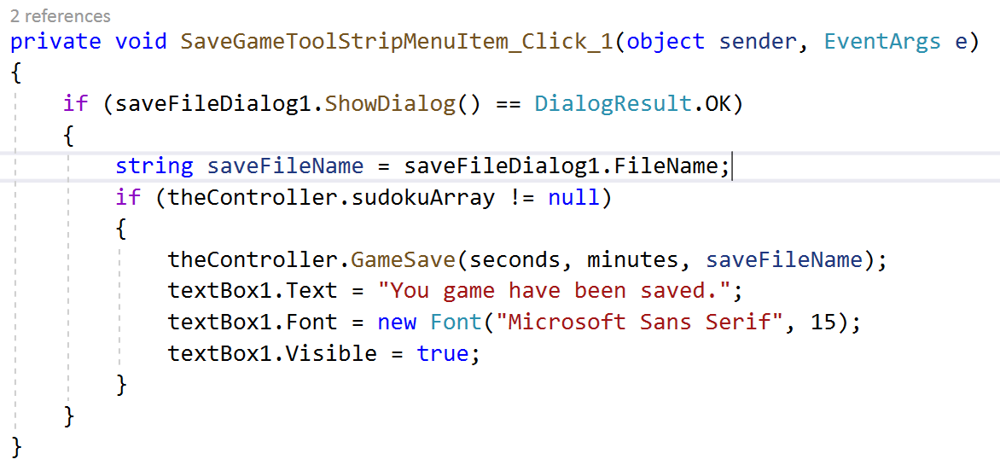 2 references
private void SaveGameToolStripMenuItem_Click_1(object sender, EventArgs e)
{
if (saveFileDialog1.ShowDialog() == DialogResult.OK)
{
string saveFileName = saveFileDialog1.FileName;
if (theController.sudokuArray != null)
{
theController.GameSave(seconds, minutes, saveFileName);
textBox1.Text = "You game have been saved.";
textBox1.Font = new Font("Microsoft Sans Serif", 15);
textBox1.Visible = true;
}
}
}